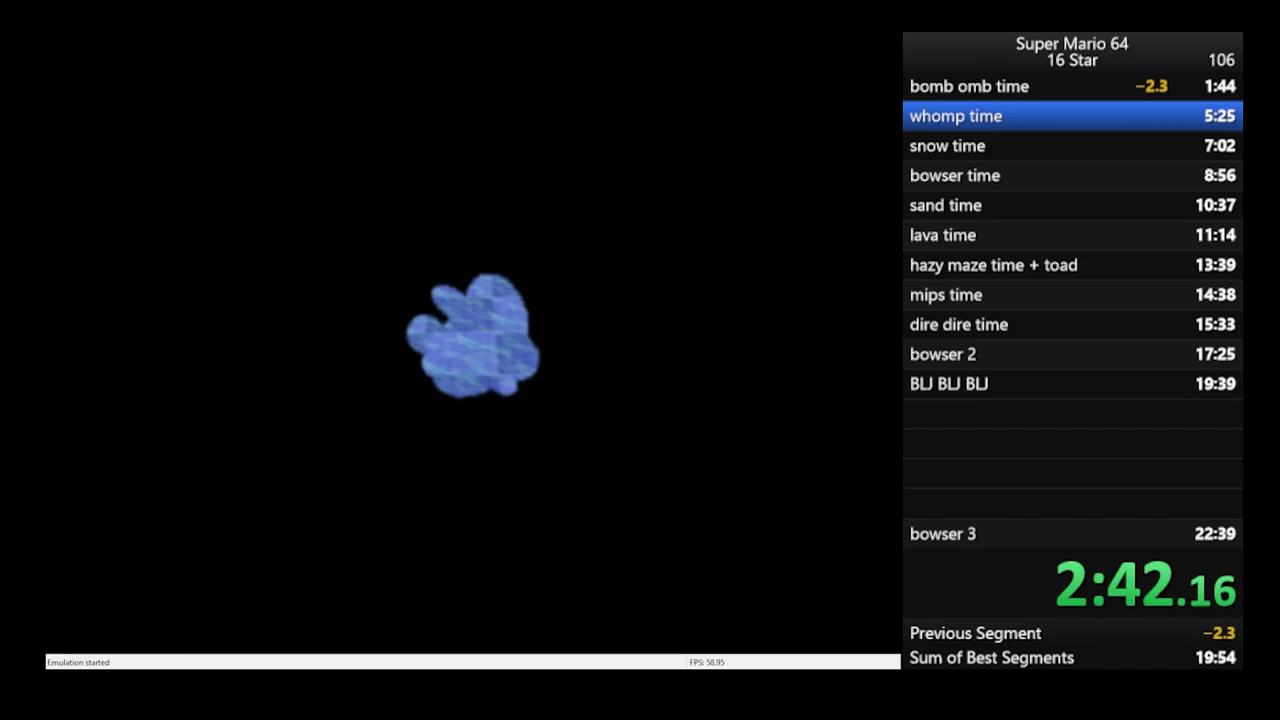 Super Mario 64
16 Star 106
bomb omb time −2.3 1:44
whomp time 5:25
snow time 7:02
bowser time 8:56
sand time 10:37
lava time 11:14
hazy maze time + toad 13:39
mips time 14:38
dire dire time 15:33
bowser 2 17:25
BLJ BLJ BLJ 19:39
bowser 3 22:39
2:42.16
Previous Segment −2.3
Sum of Best Segments 19:54
Emulation started FPS: 58.95